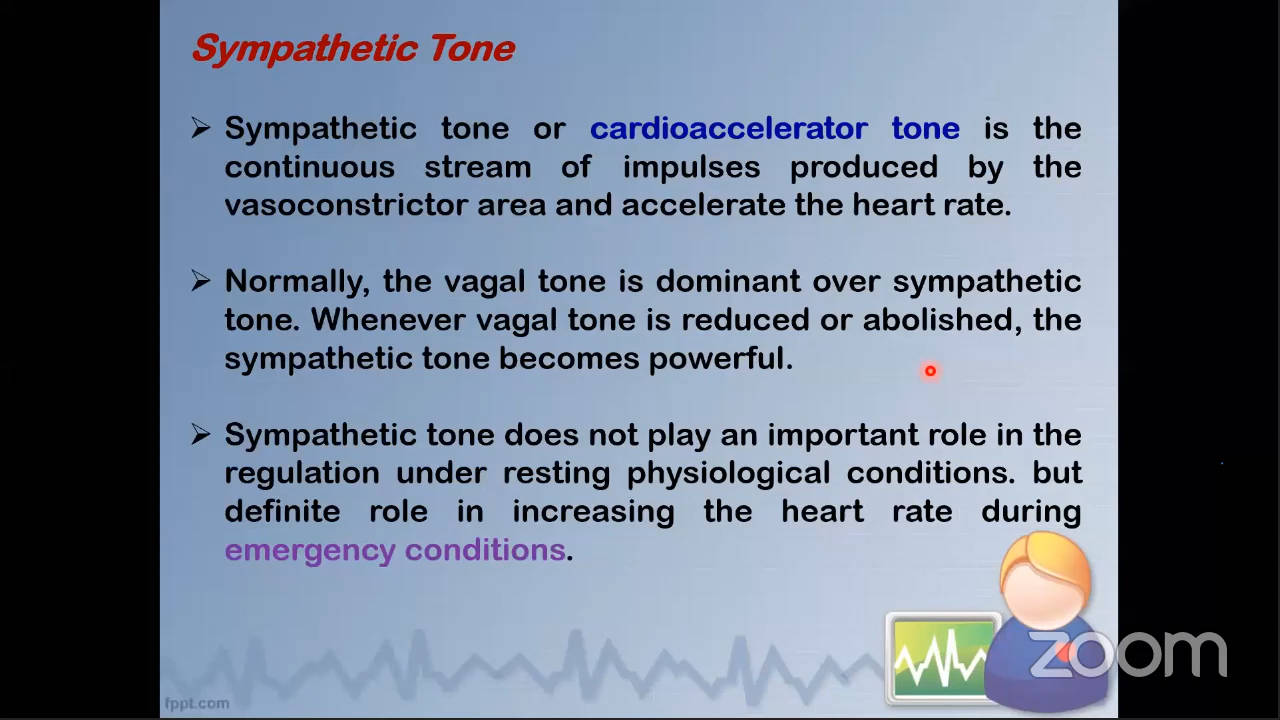 Sympathetic Tone
Sympathetic tone or cardioaccelerator tone is the
continuous stream of impulses produced by the
vasoconstrictor area and accelerate the heart rate.
Normally, the vagal tone is dominant over sympathetic
tone. Whenever vagal tone is reduced or abolished, the
sympathetic tone becomes powerful.
Sympathetic tone does not play an important role in the
regulation under resting physiological conditions. but
definite role in increasing the heart rate during
emergency conditions.
zoom
fppt.com